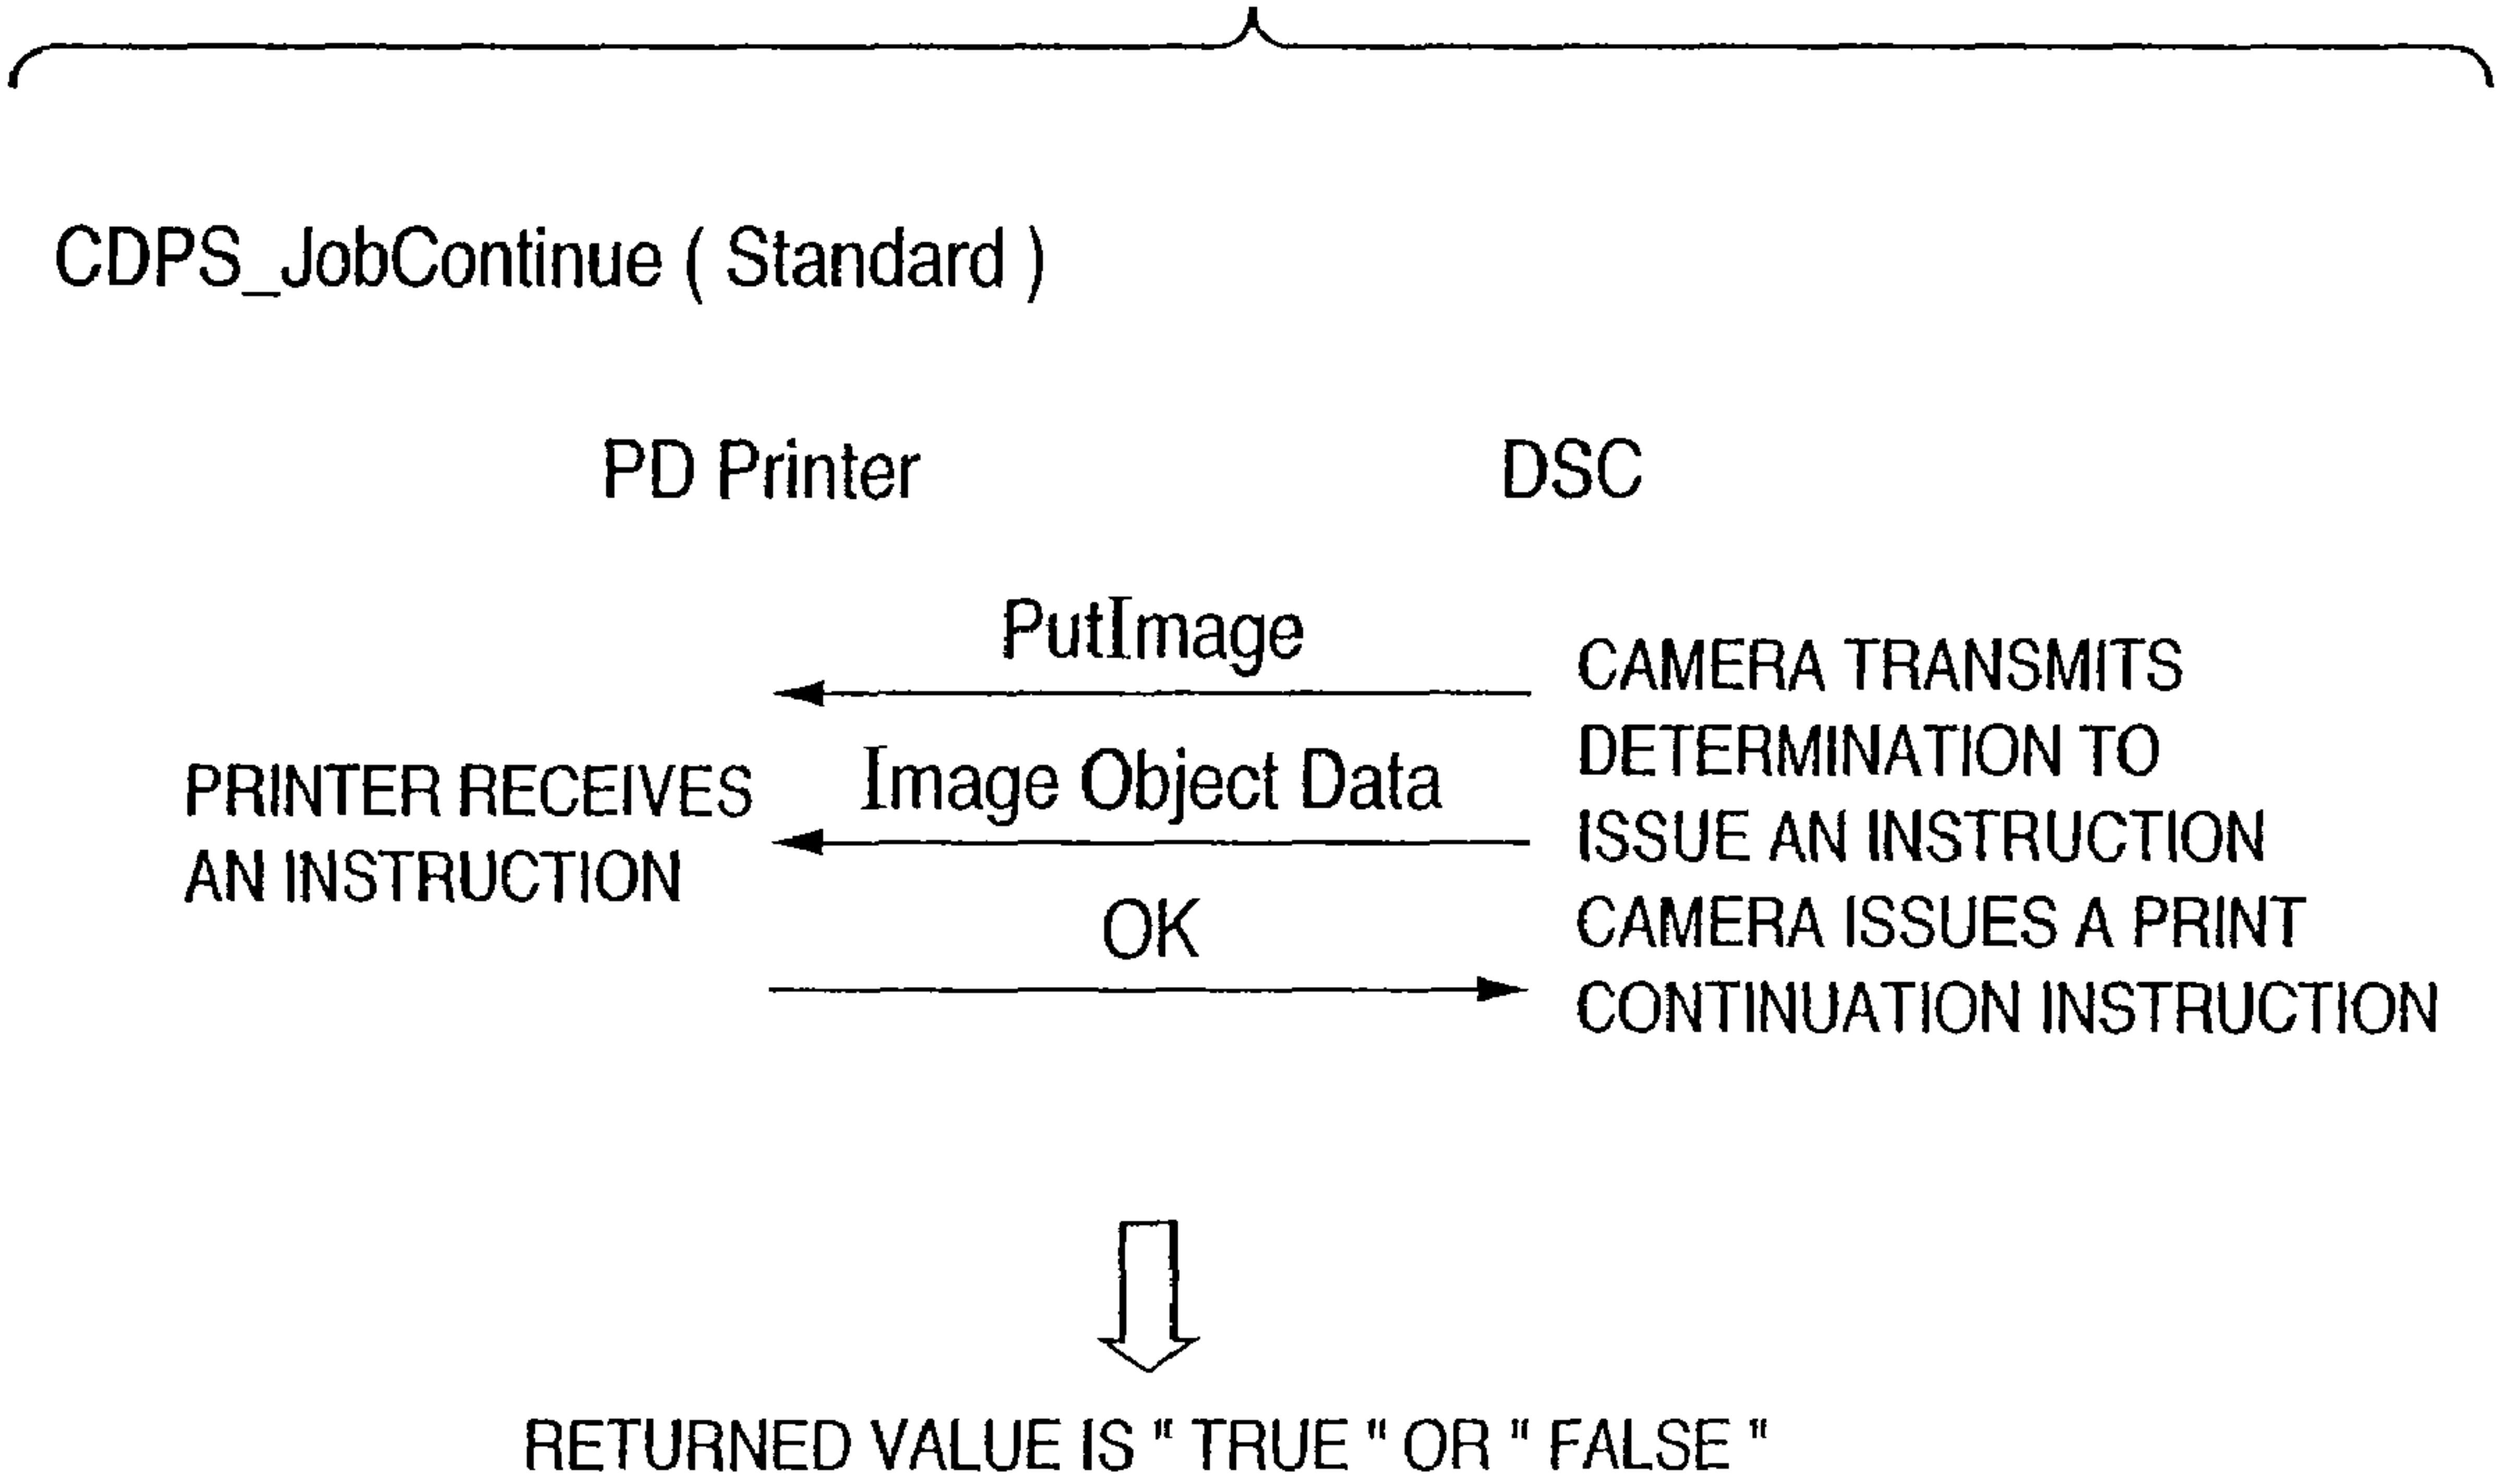 CDPS_JobContinue ( Standard )
PD Printer
DSC
PutImage
Image Object Data
OK
PRINTER RECEIVES
AN INSTRUCTION
CAMERA TRANSMITS
DETERMINATION TO
ISSUE AN INSTRUCTION
CAMERA ISSUES A PRINT
CONTINUATION INSTRUCTION
RETURNED VALUE IS " TRUE " OR " FALSE "